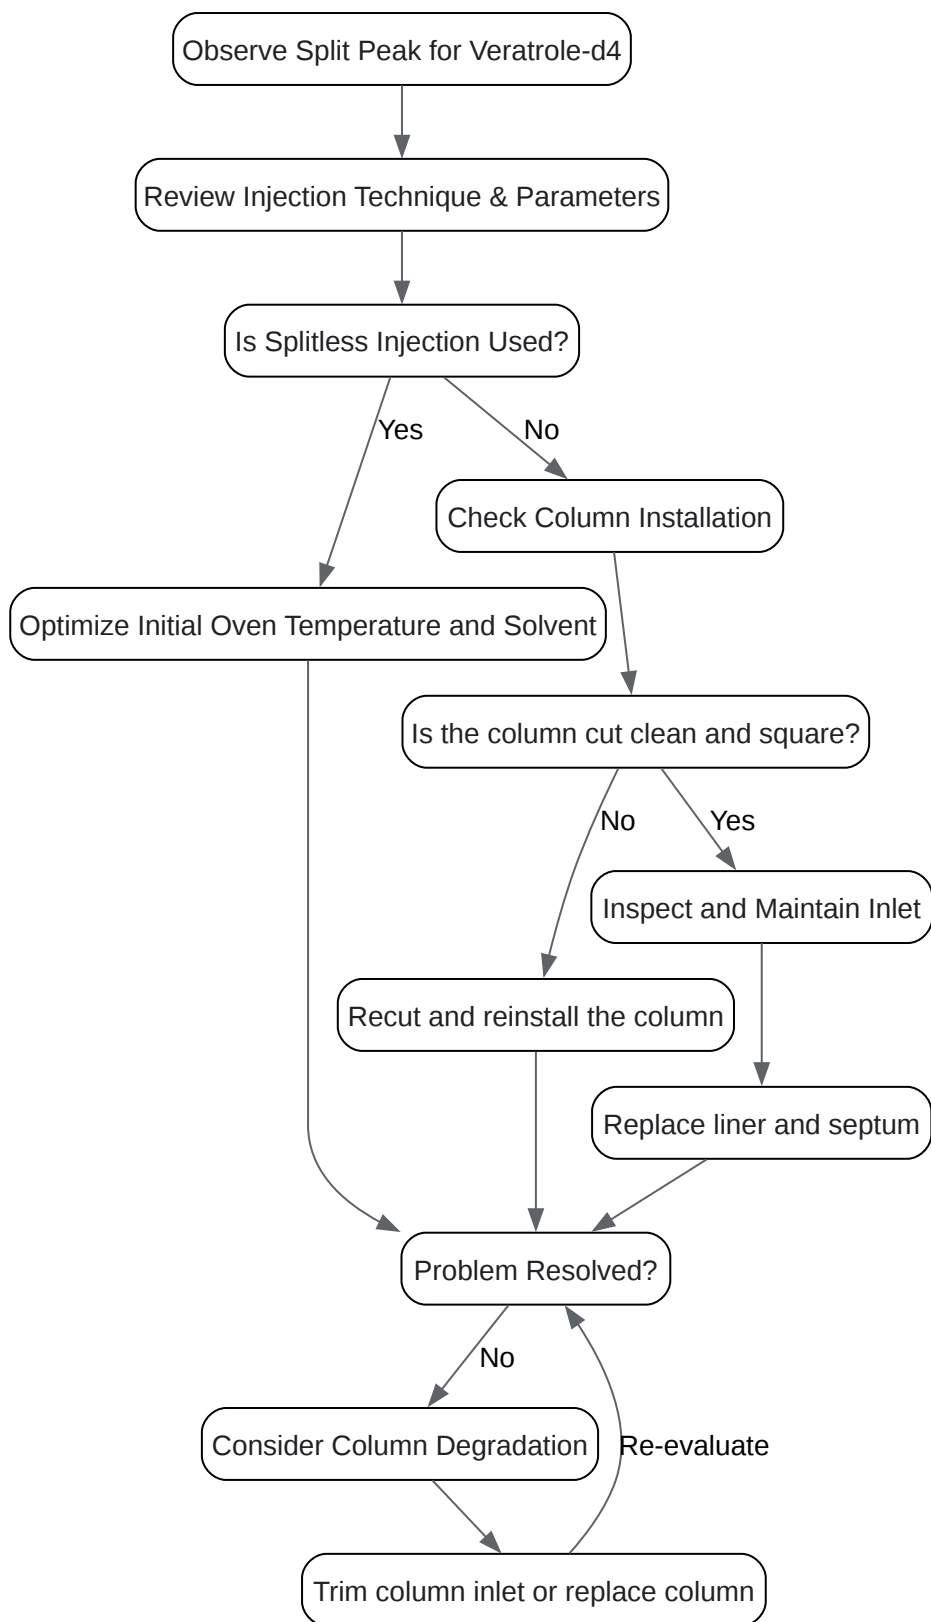 Observe Split Peak for Veratrole-d4
Review Injection Technique & Parameters
Is Splitless Injection Used?
Yes
No
Check Column Installation
Optimize Initial Oven Temperature and Solvent
Is the column cut clean and square?
No
Yes
Inspect and Maintain Inlet
Recut and reinstall the column
Replace liner and septum
Problem Resolved?
No
Consider Column Degradation
Re-evaluate
Trim column inlet or replace column